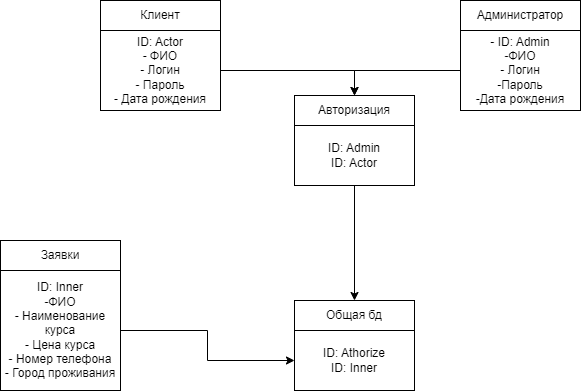 Клиент
ID: Actor
- ФИО
- Логин
- Пароль
- Дата рождения
Администратор
- ID: Admin
-ФИО
- Логин
-Пароль
-Дата рождения
Авторизация
ID: Admin
ID: Actor
Заявки
ID: Inner
-ФИО
- Наименование
курса
- Цена курса
- Номер телефона
- Город проживания
Общая бд
ID: Athorize
ID: Inner